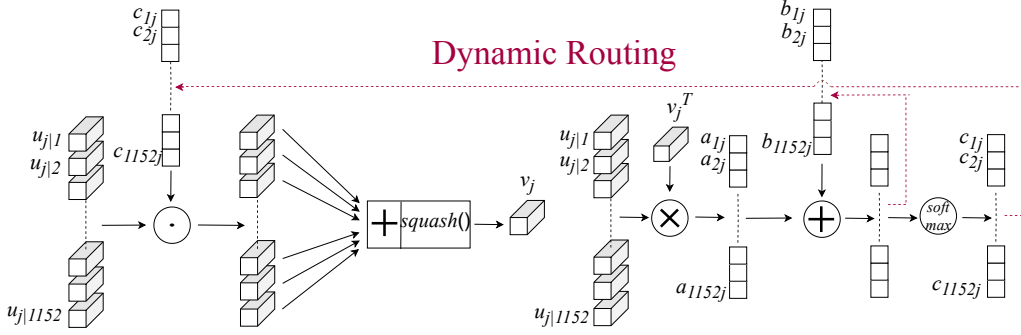 c1j
c2j
b1j
b2j
Dynamic Routing
uj|1
uj|2
c1152j
uj|1
uj|2
vjT
a1j
a2j
b1152j
c1j
c2j
vj
+ squash()
·
×
+
soft
max
uj|1152
uj|1152
a1152j
c1152j